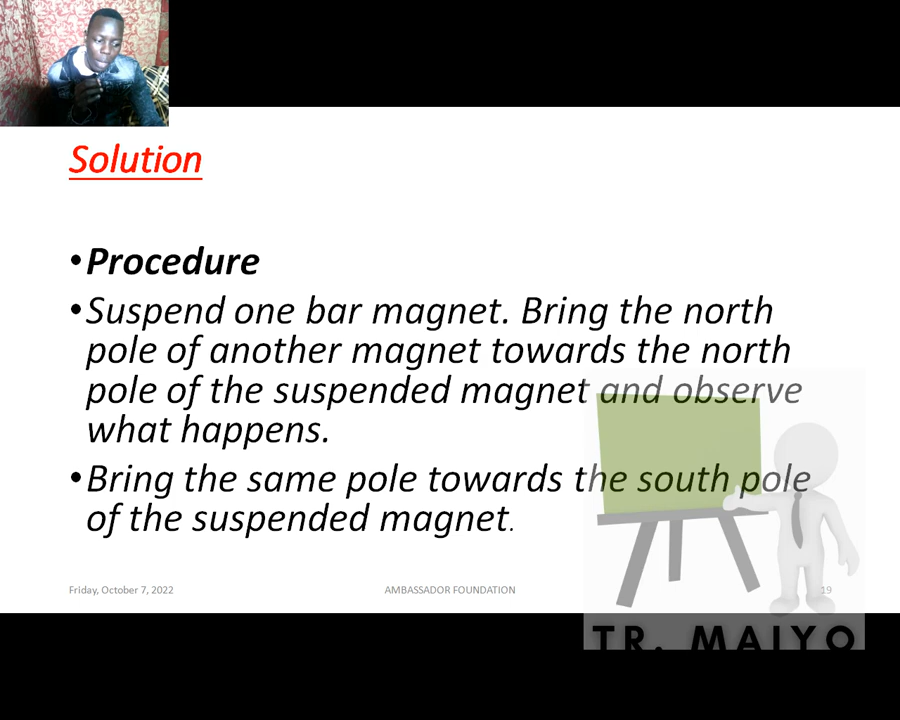 Solution
•Procedure
•Suspend one bar magnet. Bring the north
pole of another magnet towards the north
pole of the suspended magnet and observe
what happens.
•Bring the same pole towards the south pole
of the suspended magnet.
Friday, October 7, 2022
AMBASSADOR FOUNDATION
19
TR. MAIYO